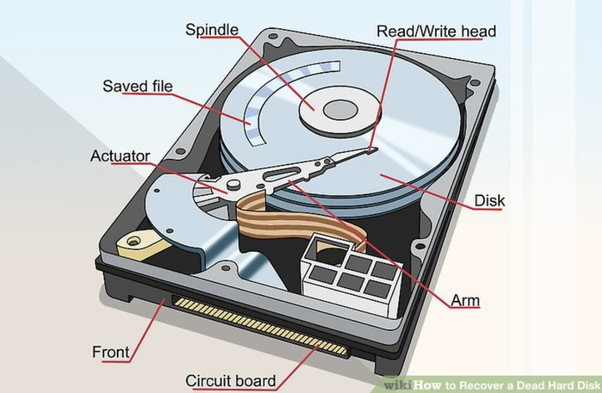 Spindle
Read/Write head
Saved file
Actuator
Disk
Arm
Front
Circuit board
wikiHow to Recover a Dead Hard Disk